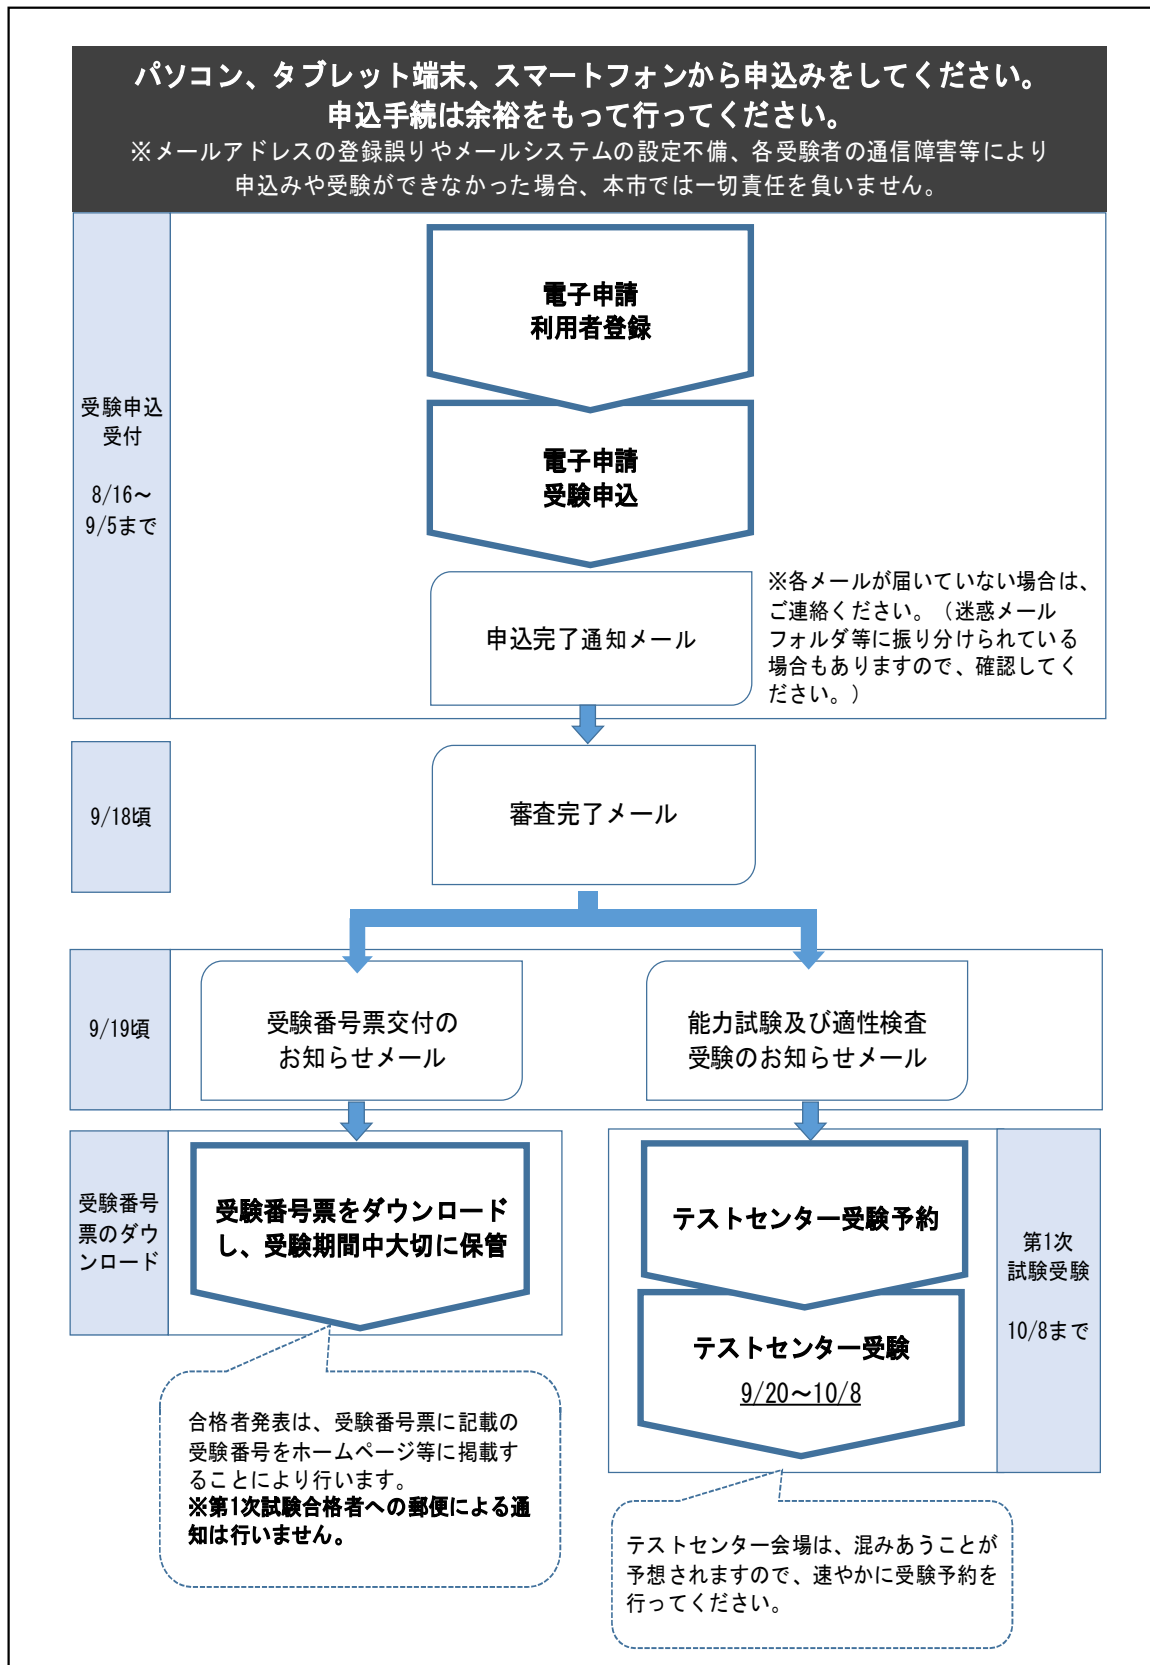 パソコン、タブレット端末、スマートフォンから申込みをしてください。
申込手続は余裕をもって行ってください。
※メールアドレスの登録誤りやメールシステムの設定不備、各受験者の通信障害等により
申込みや受験ができなかった場合、本市では一切責任を負いません。
受験申込
受付
8/16～
9/5まで
電子申請
利用者登録
電子申請
受験申込
申込完了通知メール
※各メールが届いていない場合は、
ご連絡ください。（迷惑メール
フォルダ等に振り分けられている
場合もありますので、確認してく
ださい。）
9/18頃
審査完了メール
9/19頃
受験番号票交付の
お知らせメール
能力試験及び適性検査
受験のお知らせメール
受験番号
票のダウ
ンロード
受験番号票をダウンロード
し、受験期間中大切に保管
テストセンター受験予約
テストセンター受験
9/20～10/8
第1次
試験受験
10/8まで
合格者発表は、受験番号票に記載の
受験番号をホームページ等に掲載す
ることにより行います。
※第1次試験合格者への郵便による通
知は行いません。
テストセンター会場は、混みあうことが
予想されますので、速やかに受験予約を
行ってください。